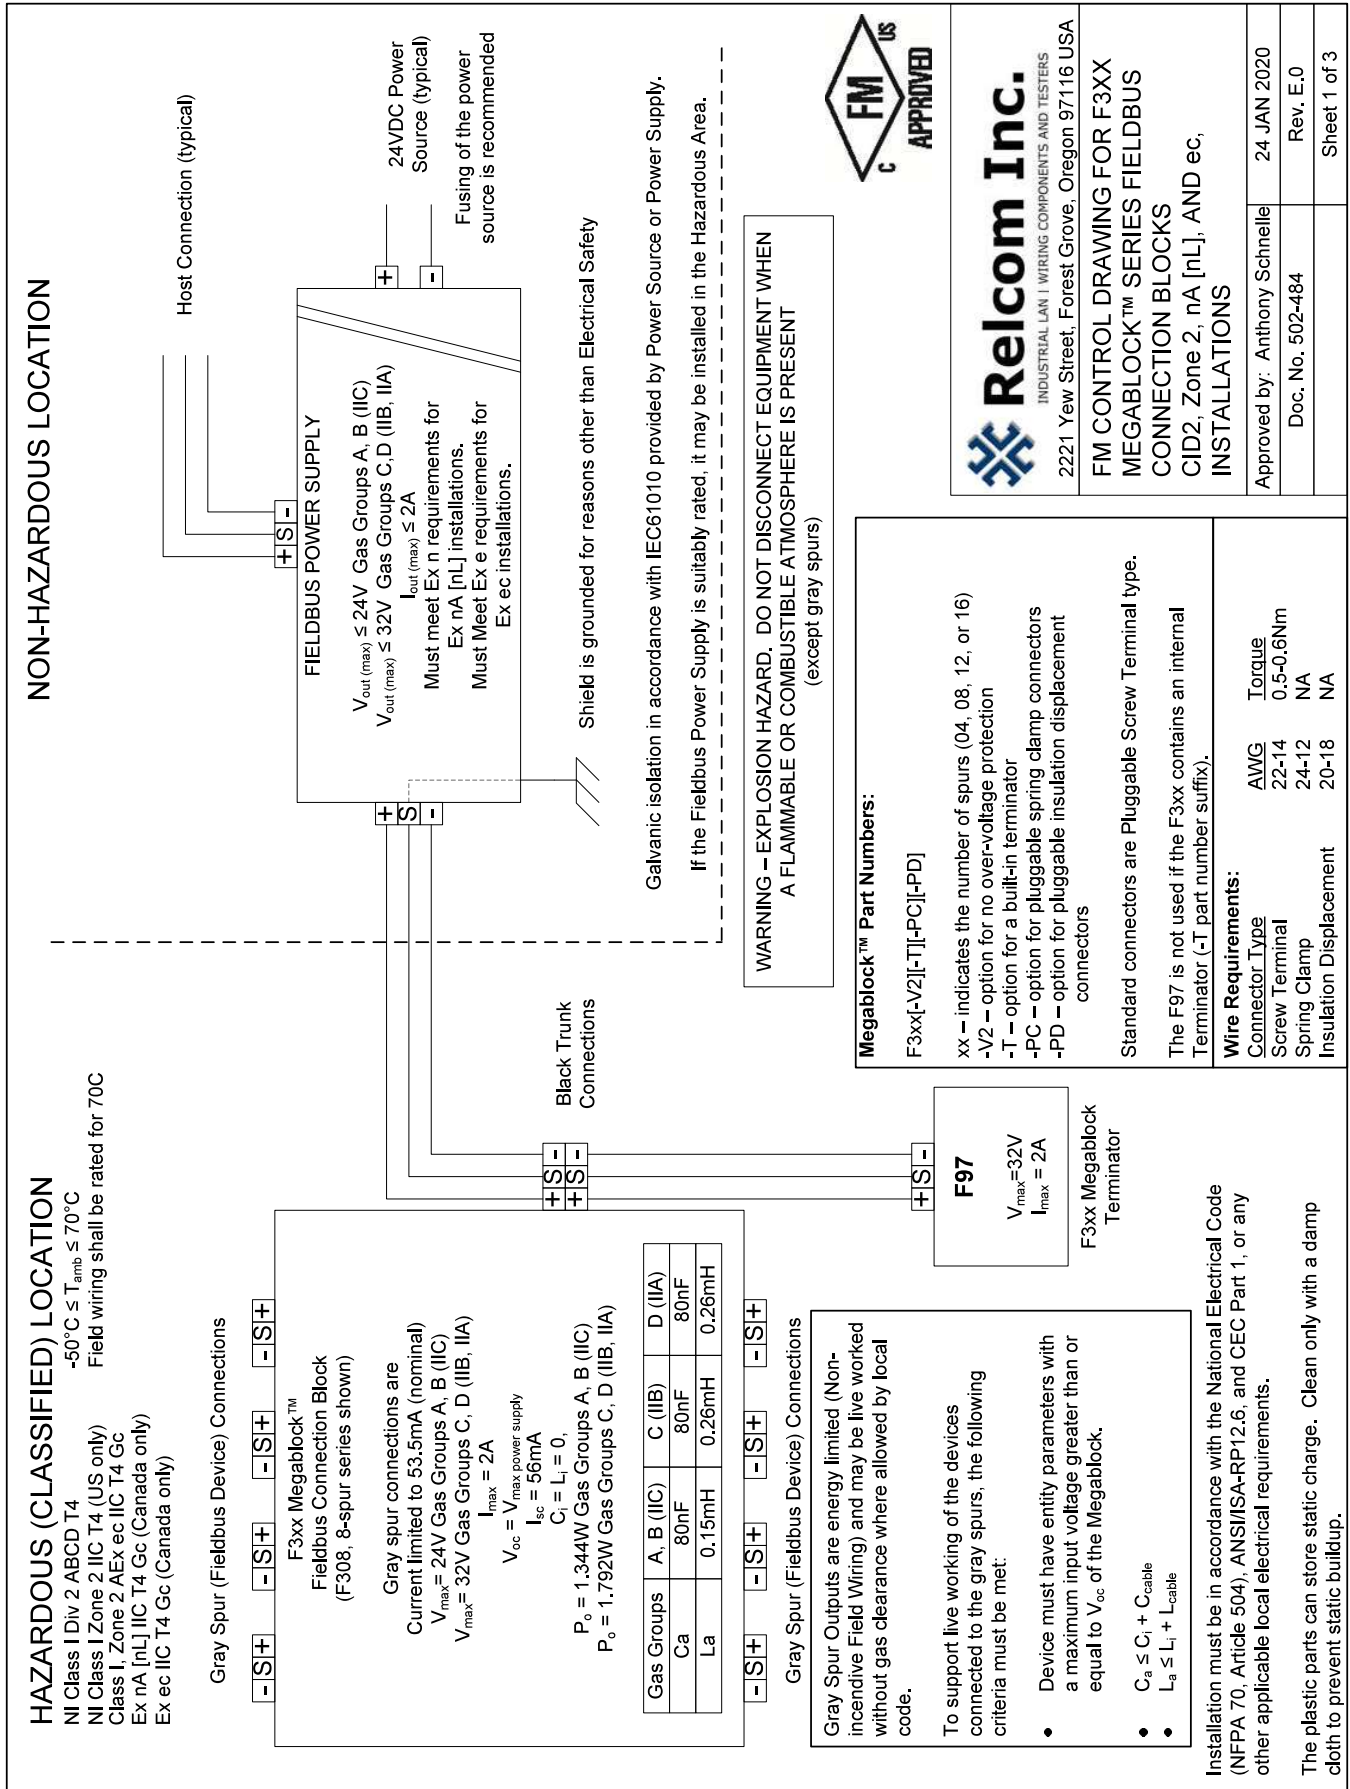 HAZARDOUS (CLASSIFIED) LOCATION
NI Class I Div 2 ABCD T4
NI Class I Zone 2 IIC T4 (US only)
Class I, Zone 2 AEx ec IIC T4 Gc
Ex nA [nL] IIC T4 Gc (Canada only)
Ex ec IIC T4 Gc (Canada only)
-50°C ≤ Tamb ≤ 70°C
Field wiring shall be rated for 70C
NON-HAZARDOUS LOCATION
Gray Spur (Fieldbus Device) Connections
- S +
- S +
- S +
- S +
F3xx Megablock™
Fieldbus Connection Block
(F308, 8-spur series shown)
Gray spur connections are
Current limited to 53.5mA (nominal)
Vmax= 24V Gas Groups A, B (IIC)
Vmax= 32V Gas Groups C, D (IIB, IIA)
Imax = 2A
Voc = Vmax power supply
Isc = 56mA
Ci = Li = 0,
Po = 1.344W Gas Groups A, B (IIC)
Po = 1.792W Gas Groups C, D (IIB, IIA)
Gas Groups A, B (IIC) C (IIB) D (IIA)
Ca 80nF 80nF 80nF
La 0.15mH 0.26mH 0.26mH
- S +
- S +
- S +
- S +
Gray Spur (Fieldbus Device) Connections
+ S -
+ S -
Black Trunk
Connections
Host Connection (typical)
+ S -
FIELDBUS POWER SUPPLY
Vout (max) ≤ 24V Gas Groups A, B (IIC)
Vout (max) ≤ 32V Gas Groups C,D (IIB, IIA)
Iout (max) ≤ 2A
Must meet Ex n requirements for
Ex nA [nL] installations.
Must Meet Ex e requirements for
Ex ec installations.
+
S
-
+
-
24VDC Power
Source (typical)
Fusing of the power
source is recommended
Shield is grounded for reasons other than Electrical Safety
Galvanic isolation in accordance with IEC61010 provided by Power Source or Power Supply.
If the Fieldbus Power Supply is suitably rated, it may be installed in the Hazardous Area.
WARNING – EXPLOSION HAZARD. DO NOT DISCONNECT EQUIPMENT WHEN
A FLAMMABLE OR COMBUSTIBLE ATMOSPHERE IS PRESENT
(except gray spurs)
+ S -
F97
Vmax=32V
Imax = 2A
F3xx Megablock
Terminator
Gray Spur Outputs are energy limited (Non-
incendive Field Wiring) and may be live worked
without gas clearance where allowed by local
code.
To support live working of the devices
connected to the gray spurs, the following
criteria must be met:
• Device must have entity parameters with
a maximum input voltage greater than or
equal to Voc of the Megablock.
• Ca ≤ Ci + Ccable
• La ≤ Li + Lcable
Installation must be in accordance with the National Electrical Code
(NFPA 70, Article 504), ANSI/ISA-RP12.6, and CEC Part 1, or any
other applicable local electrical requirements.
The plastic parts can store static charge. Clean only with a damp
cloth to prevent static buildup.
Megablock™ Part Numbers:
F3xx[-V2][-T][-PC][-PD]
xx – indicates the number of spurs (04, 08, 12, or 16)
-V2 – option for no over-voltage protection
-T – option for a built-in terminator
-PC – option for pluggable spring clamp connectors
-PD – option for pluggable insulation displacement
connectors
Standard connectors are Pluggable Screw Terminal type.
The F97 is not used if the F3xx contains an internal
Terminator (-T part number suffix).
Wire Requirements:
Connector Type AWG Torque
Screw Terminal 22-14 0.5-0.6Nm
Spring Clamp 24-12 NA
Insulation Displacement 20-18 NA
C FM US
APPROVED
Relcom Inc.
INDUSTRIAL LAN | WIRING COMPONENTS AND TESTERS
2221 Yew Street, Forest Grove, Oregon 97116 USA
FM CONTROL DRAWING FOR F3XX
MEGABLOCK™ SERIES FIELDBUS
CONNECTION BLOCKS
CID2, Zone 2, nA [nL], AND ec,
INSTALLATIONS
Approved by: Anthony Schnelle 24 JAN 2020
Doc. No. 502-484 Rev. E.0
Sheet 1 of 3